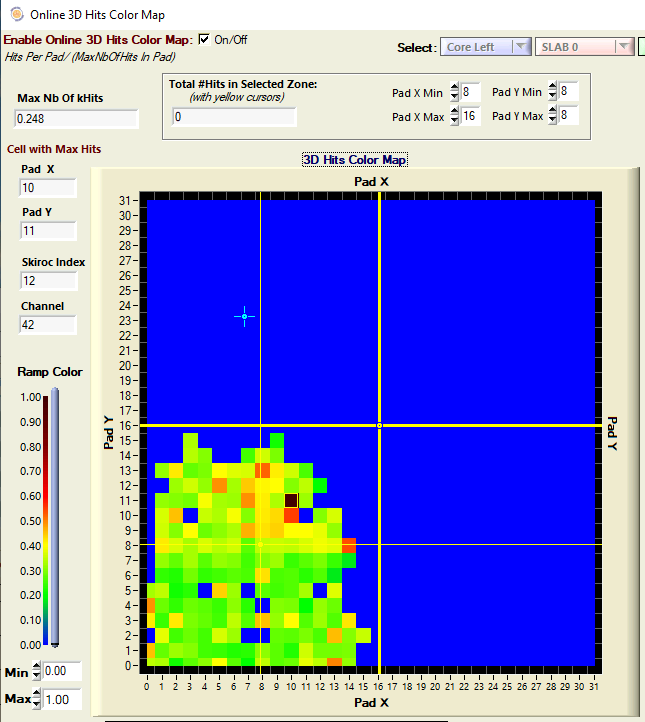 Online 3D Hits Color Map
Enable Online 3D Hits Color Map: On/Off
Hits Per Pad/ (MaxNbOfHits In Pad)
Select: Core Left SLAB 0
Max Nb Of kHits
0.248
Total #Hits in Selected Zone:
(with yellow cursors)
0
Pad X Min 8 Pad Y Min 8
Pad X Max 16 Pad Y Max 8
Cell with Max Hits
Pad X
10
Pad Y
11
Skiroc Index
12
Channel
42
Ramp Color
1.00
0.90
0.80
0.70
0.60
0.50
0.40
0.30
0.20
0.10
0.00
Min 0.00
Max 1.00
3D Hits Color Map
Pad X
31
30
29
28
27
26
25
24
23
22
21
20
19
18
17
16
15
14
13
12
11
10
9
8
7
6
5
4
3
2
1
0
Pad Y
Pad Y
0 1 2 3 4 5 6 7 8 9 10 11 12 13 14 15 16 17 18 19 20 21 22 23 24 25 26 27 28 29 30 31
Pad X